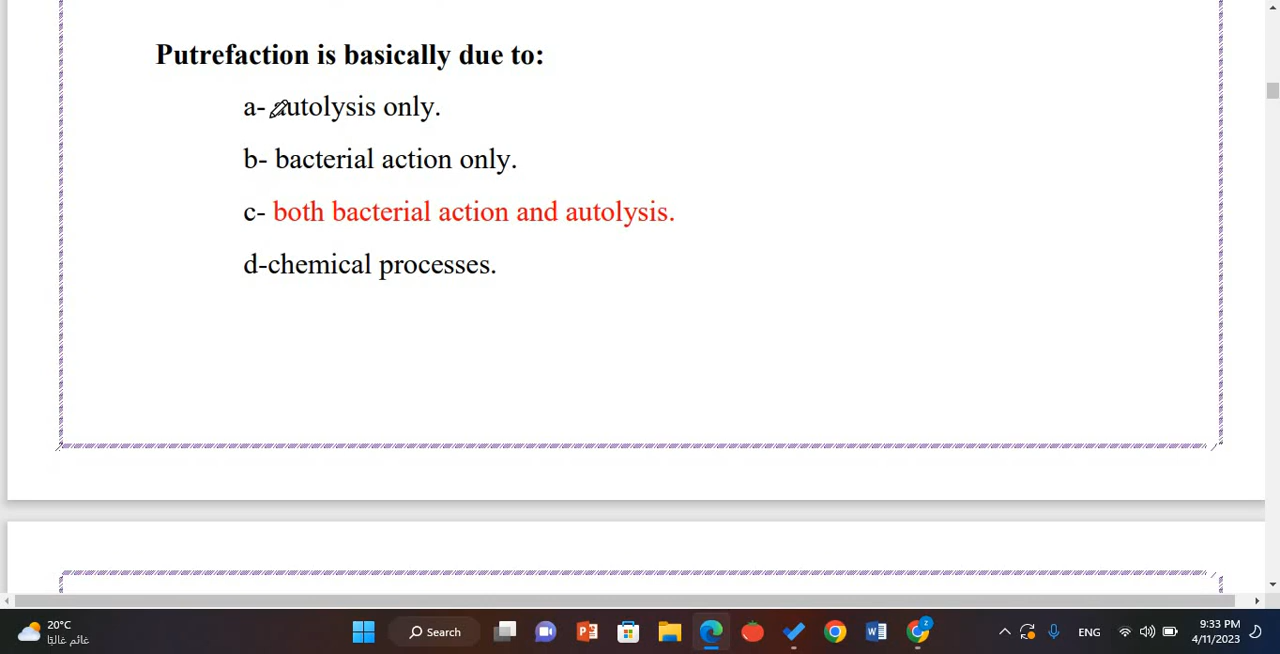 Putrefaction is basically due to:
a- autolysis only.
b- bacterial action only.
c- both bacterial action and autolysis.
d-chemical processes.
20°C
غائم غالبًا
Search
ENG
9:33 PM
4/11/2023